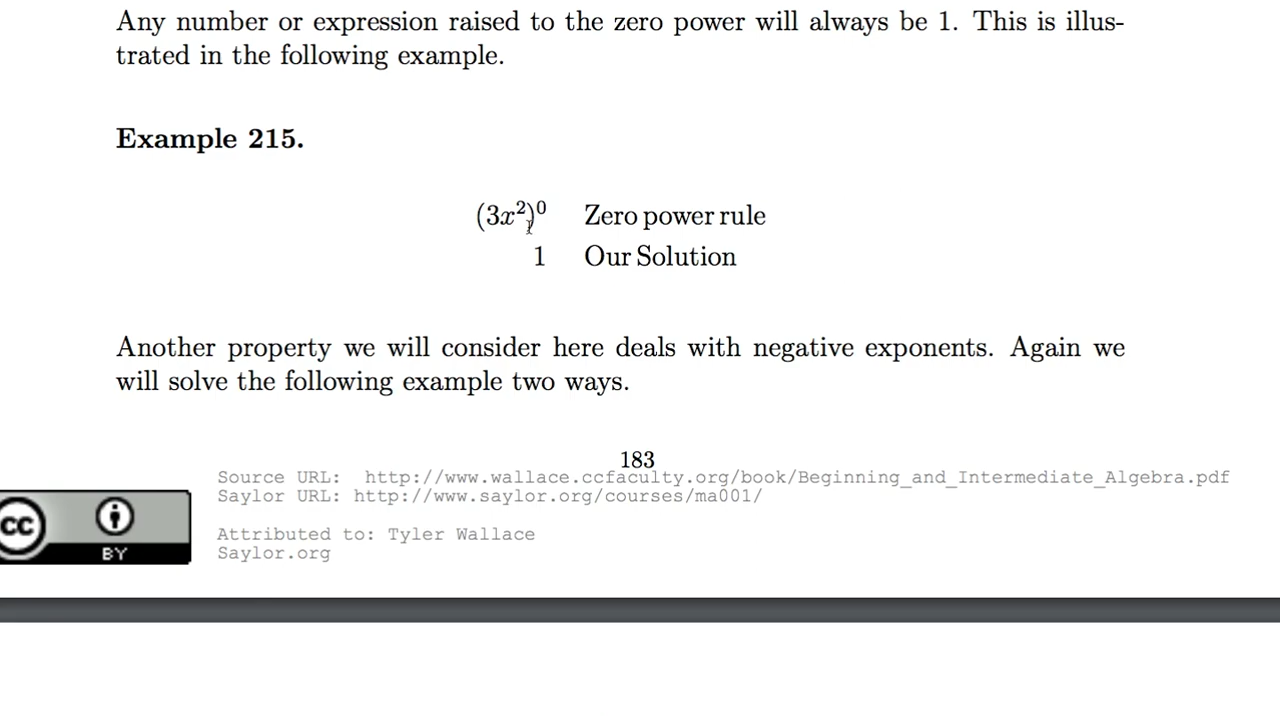 Any number or expression raised to the zero power will always be 1. This is illus-
trated in the following example.
Example 215.
(3x²)⁰ Zero power rule
1 Our Solution
Another property we will consider here deals with negative exponents. Again we
will solve the following example two ways.
183
Source URL: http://www.wallace.ccfaculty.org/book/Beginning_and_Intermediate_Algebra.pdf
Saylor URL: http://www.saylor.org/courses/ma001/
Attributed to: Tyler Wallace
Saylor.org
cc
BY